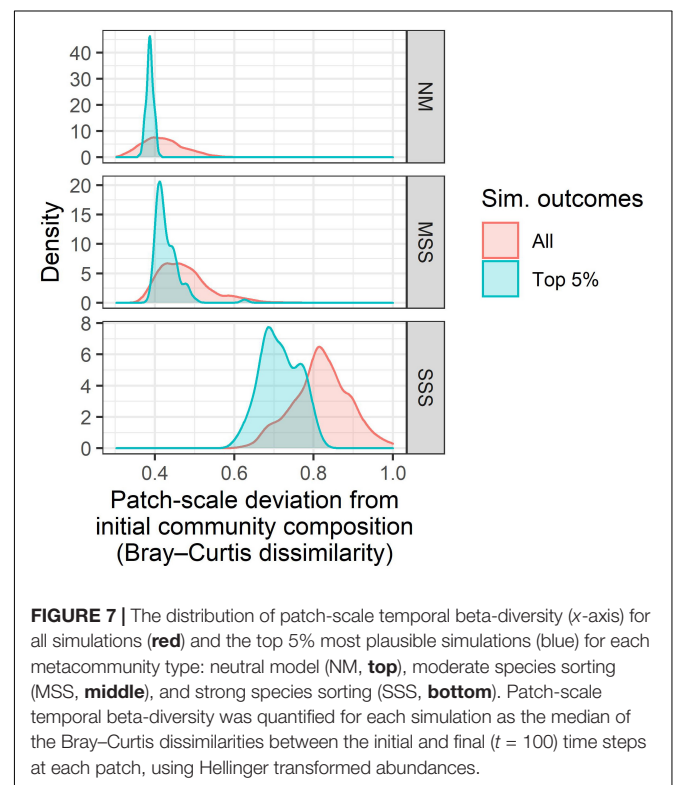 40
30
20
10
0
NM
20
15
10
5
0
MSS
8
6
4
2
0
SSS
Density
0.4 0.6 0.8 1.0
Patch-scale deviation from
initial community composition
(Bray–Curtis dissimilarity)
Sim. outcomes
All
Top 5%
FIGURE 7 | The distribution of patch-scale temporal beta-diversity (x-axis) for
all simulations (red) and the top 5% most plausible simulations (blue) for each
metacommunity type: neutral model (NM, top), moderate species sorting
(MSS, middle), and strong species sorting (SSS, bottom). Patch-scale
temporal beta-diversity was quantified for each simulation as the median of
the Bray–Curtis dissimilarities between the initial and final (t = 100) time steps
at each patch, using Hellinger transformed abundances.